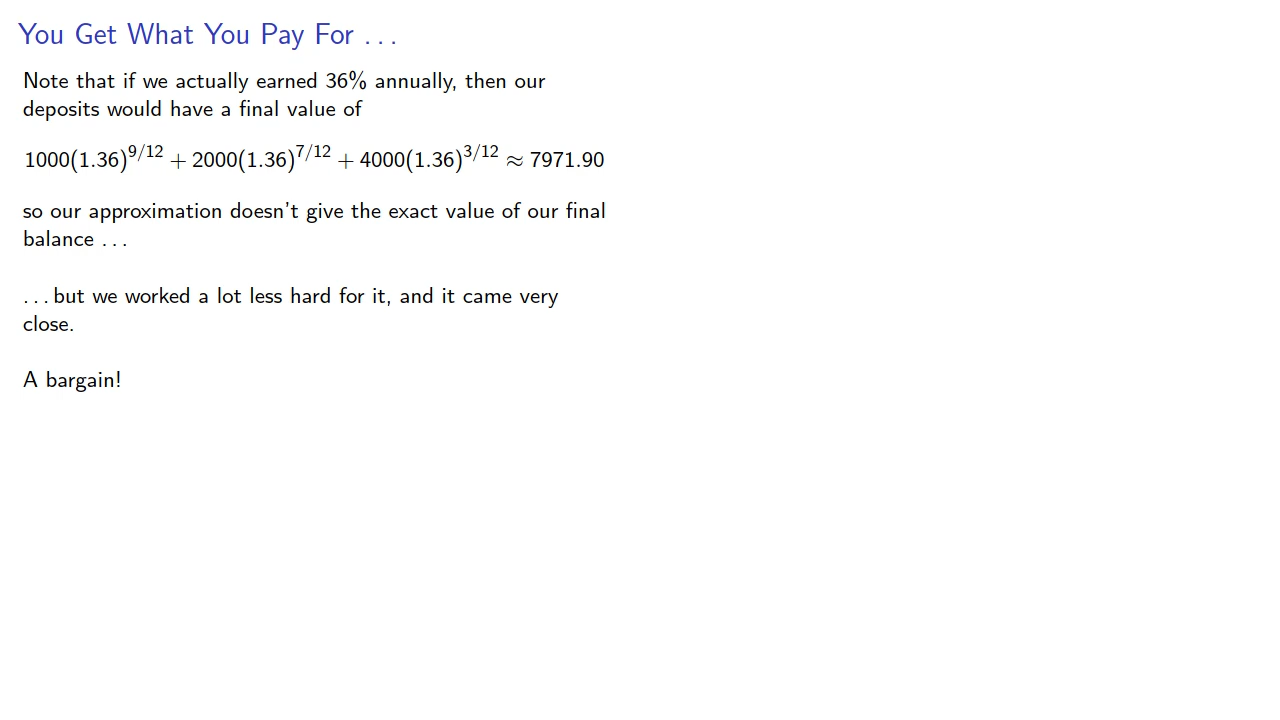 You Get What You Pay For . . .
Note that if we actually earned 36% annually, then our
deposits would have a final value of
1000(1.36)^{9/12} + 2000(1.36)^{7/12} + 4000(1.36)^{3/12} ≈ 7971.90
so our approximation doesn't give the exact value of our final
balance . . .
. . . but we worked a lot less hard for it, and it came very
close.
A bargain!